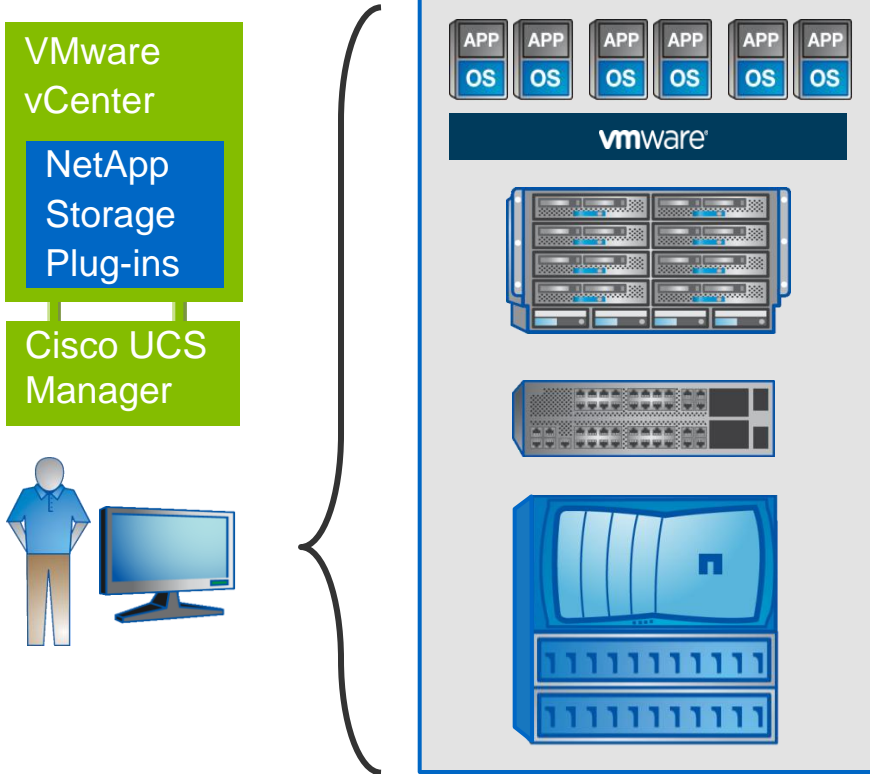 VMware
vCenter
NetApp
Storage
Plug-ins
Cisco UCS
Manager
APP APP APP APP APP APP
OS OS OS OS OS OS
vmware®